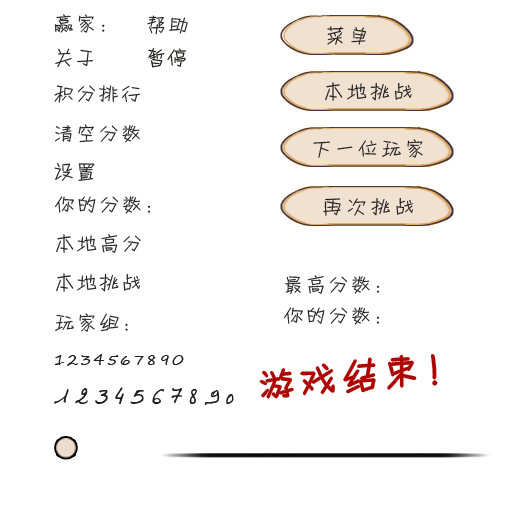 赢家： 帮助
关于 暂停
积分排行
清空分数
设置
你的分数：
本地高分
本地挑战
玩家组：
1234567890
1234567890
菜单
本地挑战
下一位玩家
再次挑战
最高分数：
你的分数：
游戏结束！